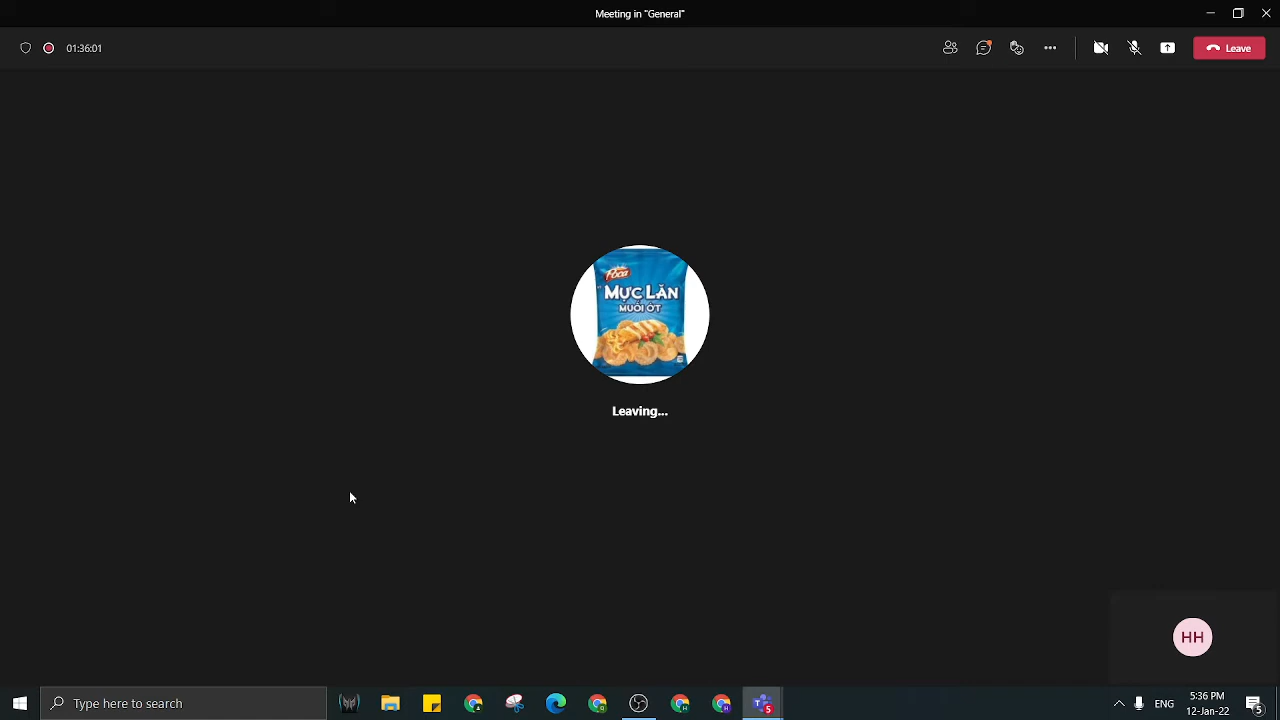 Meeting in "General"
01:36:01
Leave
Poca
MỰC LĂN
MUỐI ỚT
Leaving...
HH
Type here to search
5
ENG
5:36 PM
12-Jan-22